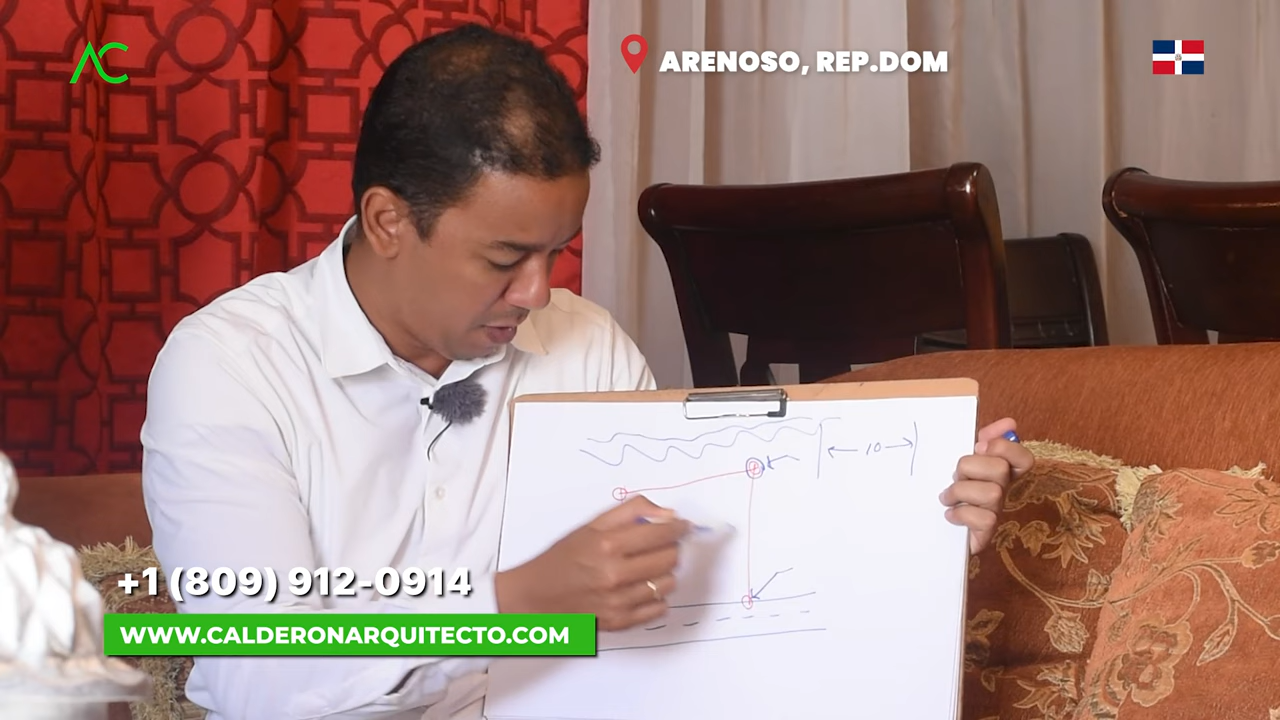 AC
ARENOSO, REP.DOM
10
+1 (809) 912-0914
WWW.CALDERONARQUITECTO.COM